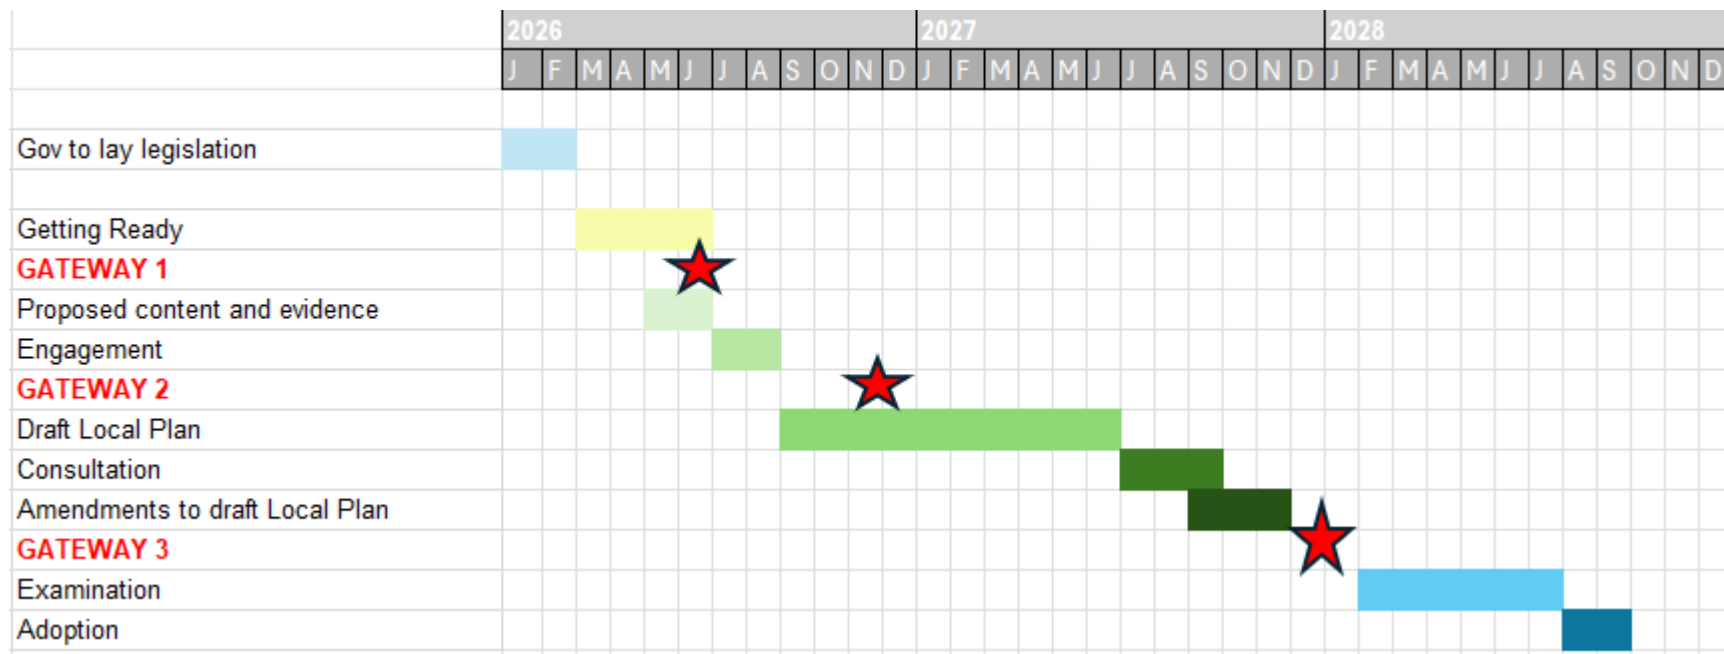 2026 2027 2028
J F M A M J J A S O N D J F M A M J J A S O N D J F M A M J J A S O N D
Gov to lay legislation
Getting Ready
GATEWAY 1
Proposed content and evidence
Engagement
GATEWAY 2
Draft Local Plan
Consultation
Amendments to draft Local Plan
GATEWAY 3
Examination
Adoption